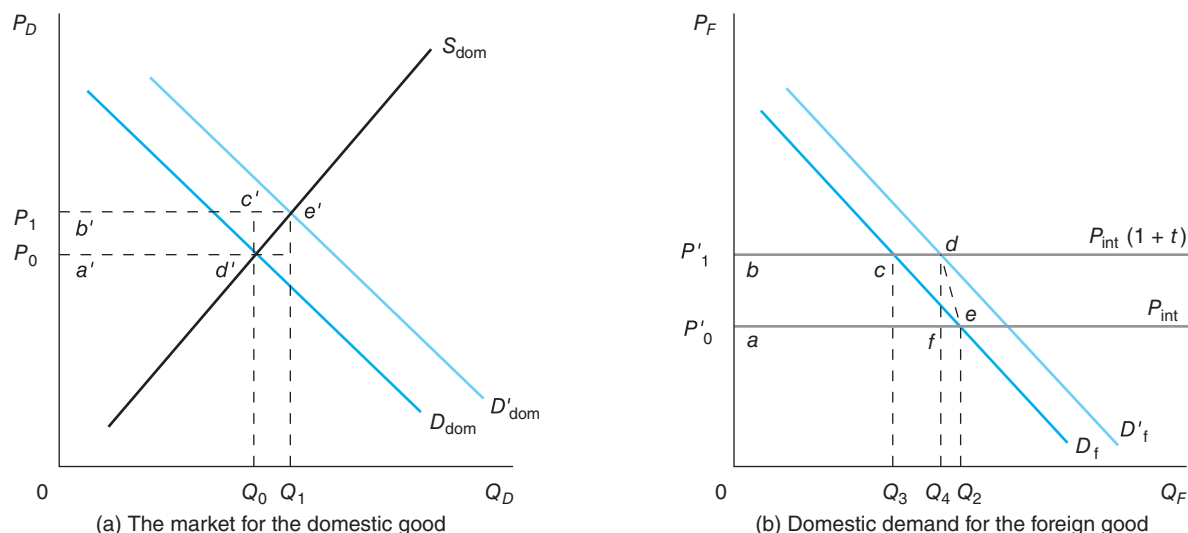 P_D
S_dom
c'
e'
P_1
b'
P_0
a'
d'
D'_dom
D_dom
0
Q_0
Q_1
Q_D
(a) The market for the domestic good
P_F
P_int (1 + t)
d
P'_1
b
c
P_int
e
P'_0
a
f
D'_f
D_f
0
Q_3
Q_4
Q_2
Q_F
(b) Domestic demand for the foreign good